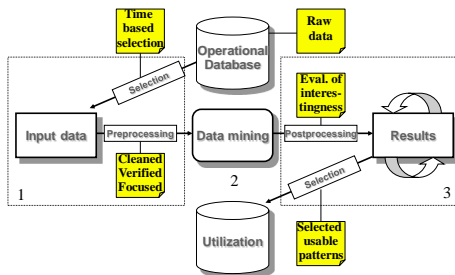 Time
based
selection
Operational
Database
Raw
data
Selection
Eval. of
interes-
tingness
Input data
Preprocessing
Data mining
Postprocessing
Results
Cleaned
Verified
Focused
1
2
3
Selection
Utilization
Selected
usable
patterns